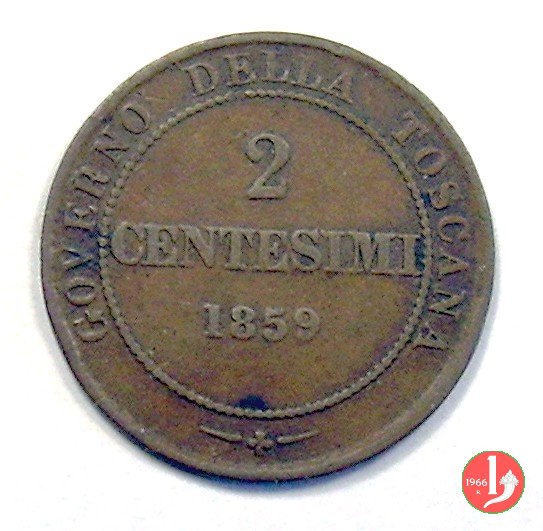 GOVERNO DELLA TOSCANA
2
CENTESIMI
1859
1966